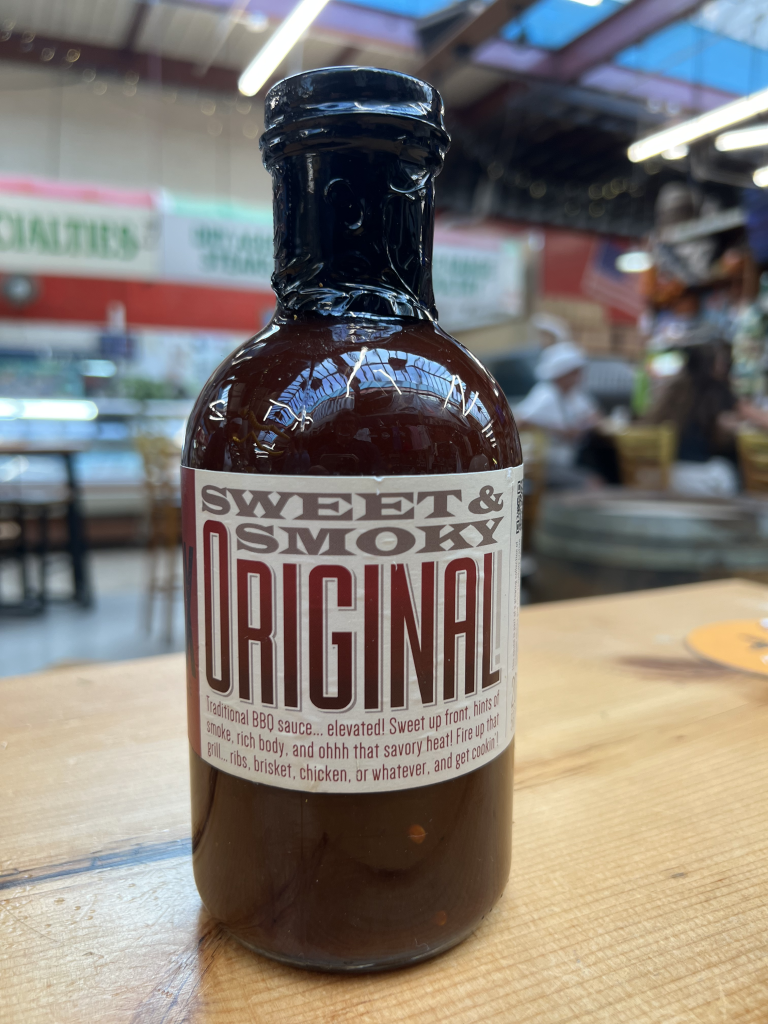 CIALTIES
SWEET &
SMOKY
ORIGINAL
Traditional BBQ sauce... elevated! Sweet up front, hints of
smoke, rich body, and ohhh that savory heat! Fire up that
grill... ribs, brisket, chicken, or whatever, and get cookin'!